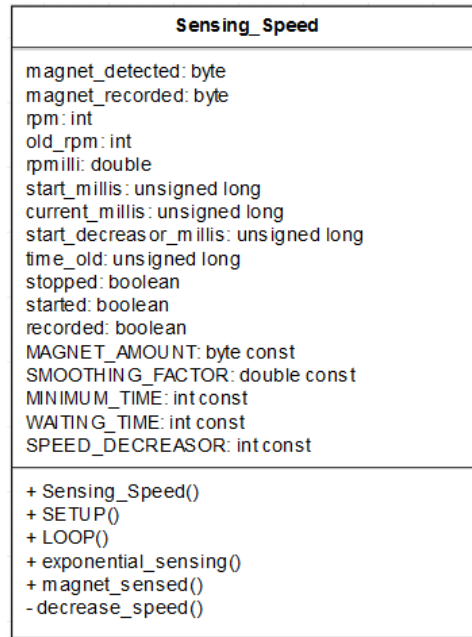 Sensing_Speed
magnet_detected: byte
magnet_recorded: byte
rpm: int
old_rpm: int
rpmilli: double
start_millis: unsigned long
current_millis: unsigned long
start_decreasor_millis: unsigned long
time_old: unsigned long
stopped: boolean
started: boolean
recorded: boolean
MAGNET_AMOUNT: byte const
SMOOTHING_FACTOR: double const
MINIMUM_TIME: int const
WAITING_TIME: int const
SPEED_DECREASOR: int const
+ Sensing_Speed()
+ SETUP()
+ LOOP()
+ exponential_sensing()
+ magnet_sensed()
- decrease_speed()